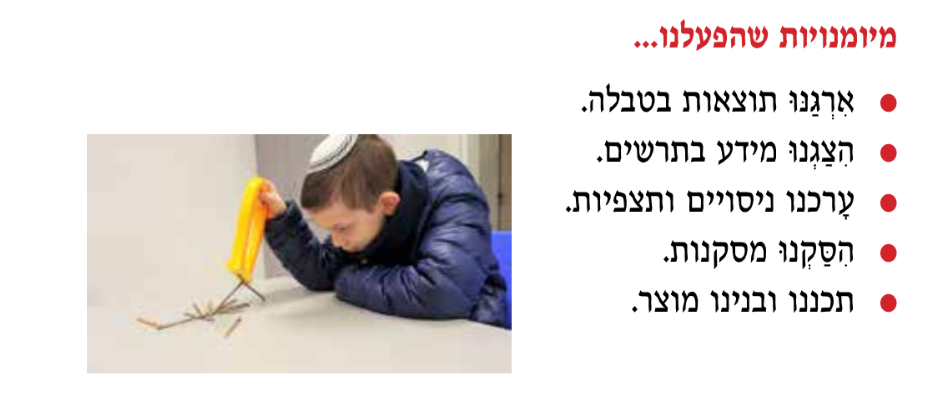 מיומנויות שהפעלנו...
• אִרְגַּנּוּ תוצאות בטבלה.
• הִצַּגְנוּ מידע בתרשים.
• עָרכנו ניסויים ותצפיות.
• הִסַּקְנוּ מסקנות.
• תכננו ובנינו מוצר.